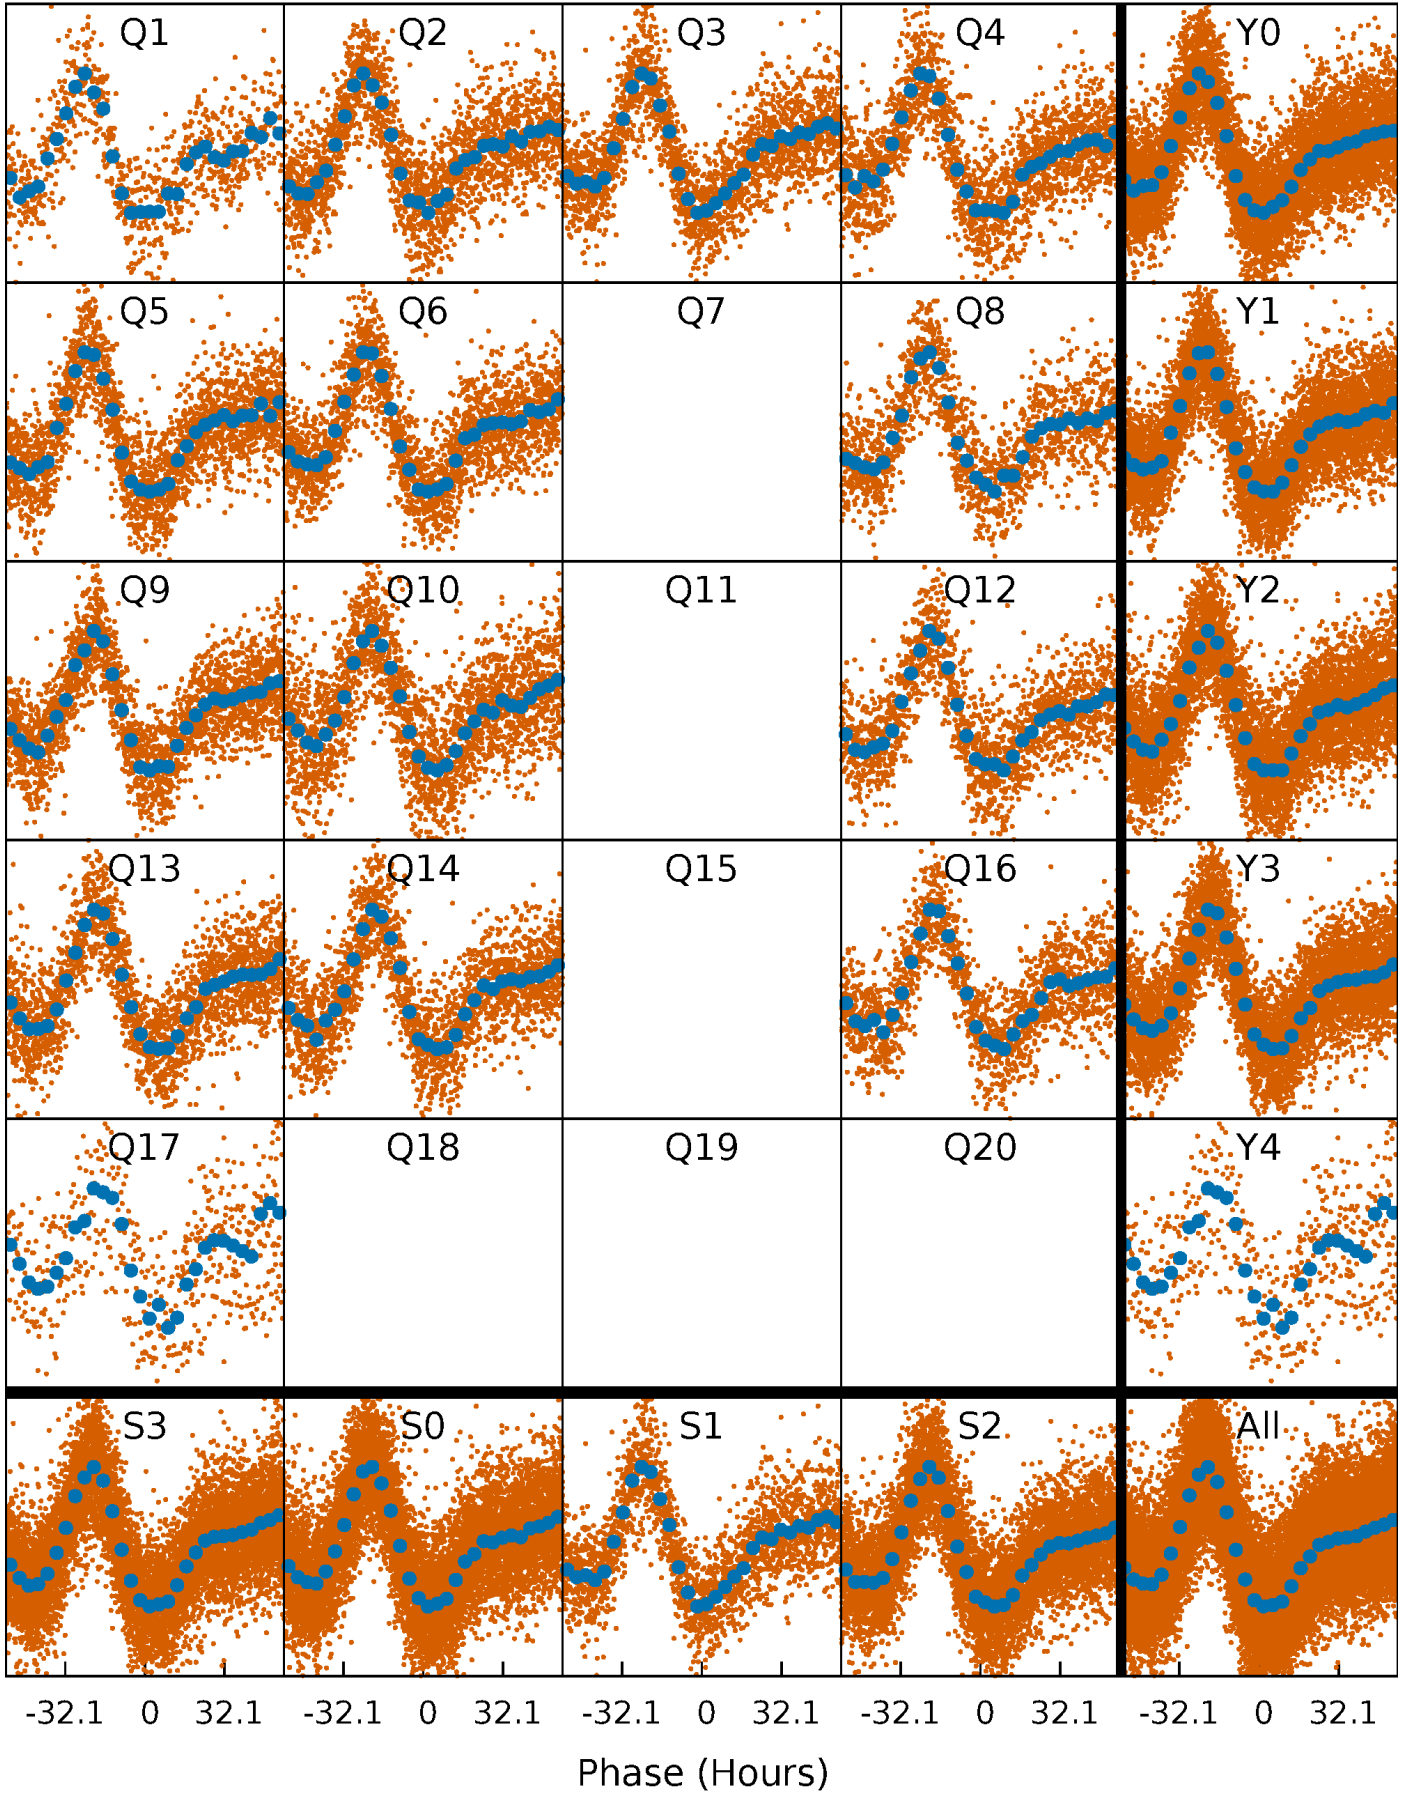 Q1 Q2 Q3 Q4 Y0
Q5 Q6 Q7 Q8 Y1
Q9 Q10 Q11 Q12 Y2
Q13 Q14 Q15 Q16 Y3
Q17 Q18 Q19 Q20 Y4
S3 S0 S1 S2 All
-32.1 0 32.1 -32.1 0 32.1 -32.1 0 32.1 -32.1 0 32.1 -32.1 0 32.1
Phase (Hours)